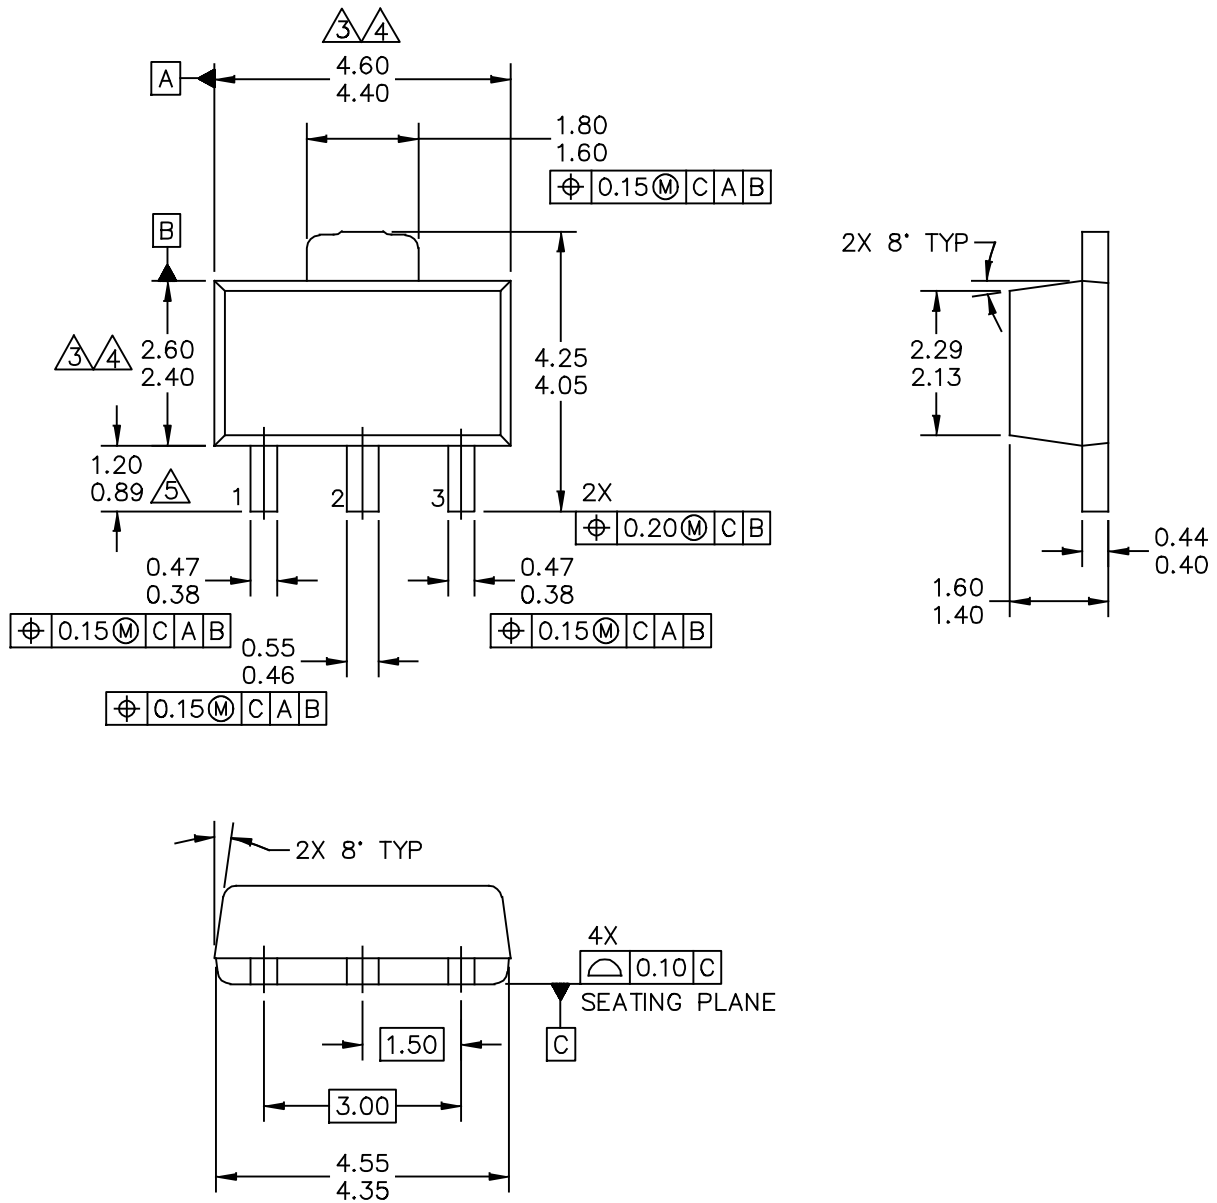 3 4
4.60
4.40
A
1.80
1.60
⌖ 0.15 Ⓜ C A B
B
2X 8° TYP
3 4
2.60
2.40
4.25
4.05
2.29
2.13
1.20
0.89 5
1
2
3
2X
⌖ 0.20 Ⓜ C B
0.47
0.38
0.47
0.38
0.44
0.40
1.60
1.40
⌖ 0.15 Ⓜ C A B
⌖ 0.15 Ⓜ C A B
0.55
0.46
⌖ 0.15 Ⓜ C A B
2X 8° TYP
4X
⌓ 0.10 C
SEATING PLANE
1.50
C
3.00
4.55
4.35